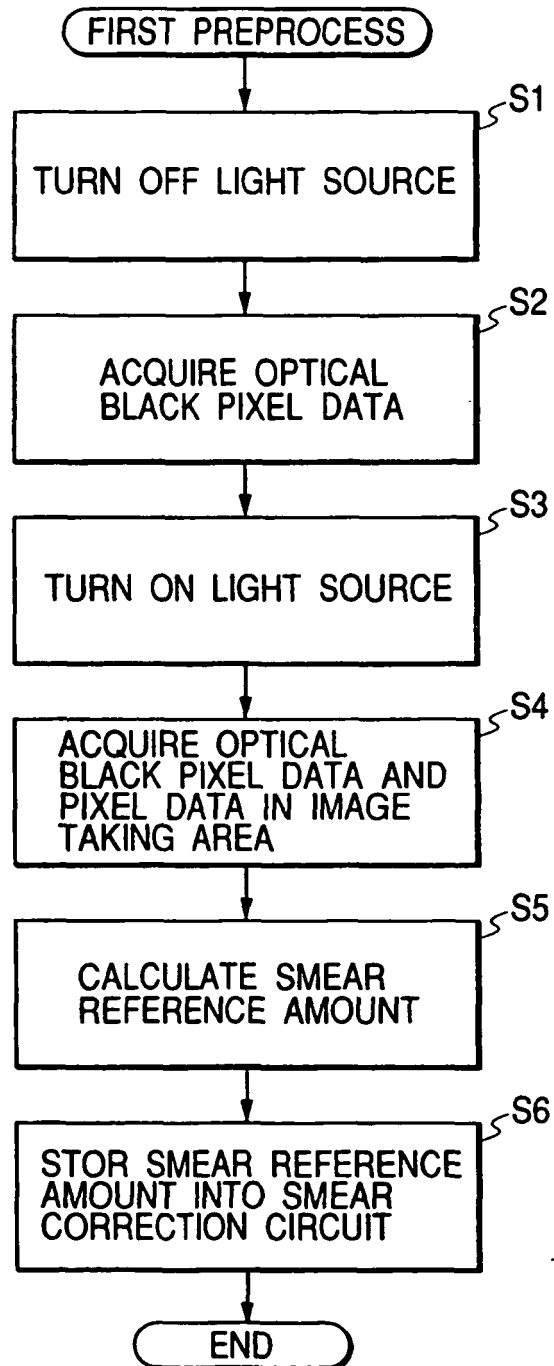 FIRST PREPROCESS
S1
TURN OFF LIGHT SOURCE
S2
ACQUIRE OPTICAL
BLACK PIXEL DATA
S3
TURN ON LIGHT SOURCE
S4
ACQUIRE OPTICAL
BLACK PIXEL DATA AND
PIXEL DATA IN IMAGE
TAKING AREA
S5
CALCULATE SMEAR
REFERENCE AMOUNT
S6
STOR SMEAR REFERENCE
AMOUNT INTO SMEAR
CORRECTION CIRCUIT
END